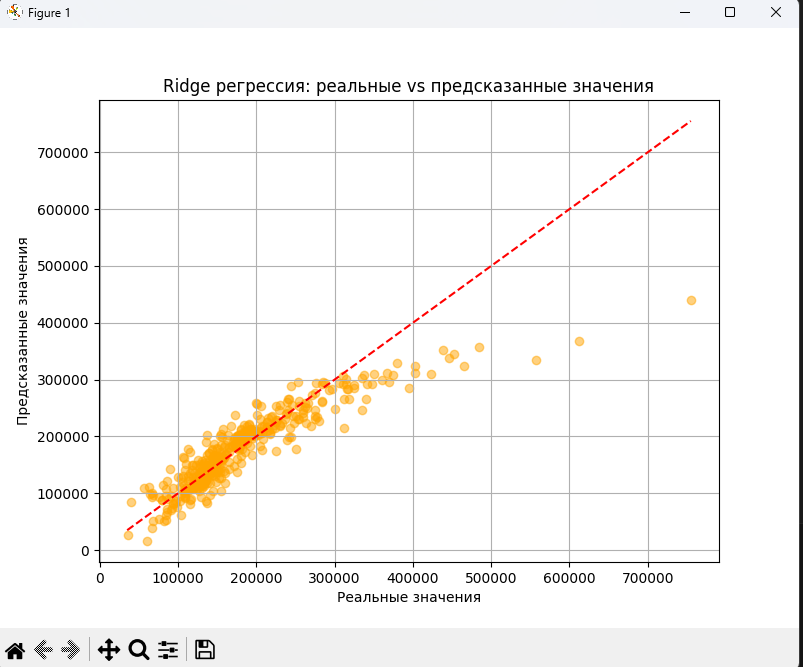 Figure 1
Ridge регрессия: реальные vs предсказанные значения
700000
600000
500000
400000
300000
200000
100000
0
Предсказанные значения
0 100000 200000 300000 400000 500000 600000 700000
Реальные значения